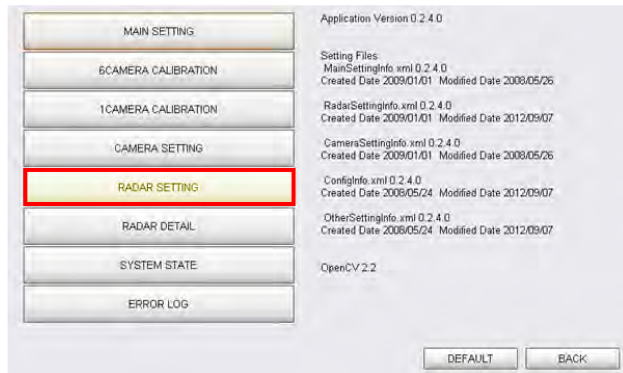 MAIN SETTING
6CAMERA CALIBRATION
1CAMERA CALIBRATION
CAMERA SETTING
RADAR SETTING
RADAR DETAIL
SYSTEM STATE
ERROR LOG
Application Version 0.2.4.0
Setting Files:
MainSettingInfo.xml 0.2.4.0
Created Date 2009/01/01 Modified Date 2008/05/26
RadarSettingInfo.xml 0.2.4.0
Created Date 2009/01/01 Modified Date 2012/09/07
CameraSettingInfo.xml 0.2.4.0
Created Date 2009/01/01 Modified Date 2008/05/26
ConfigInfo.xml 0.2.4.0
Created Date 2008/05/24 Modified Date 2012/09/07
OtherSettingInfo.xml 0.2.4.0
Created Date 2008/05/24 Modified Date 2012/09/07
OpenCV 2.2
DEFAULT
BACK